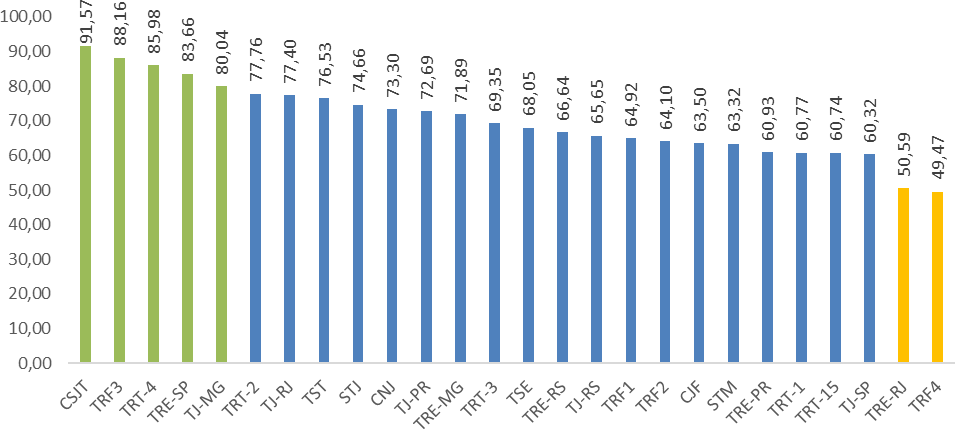 100,00
90,00
80,00
70,00
60,00
50,00
40,00
30,00
20,00
10,00
0,00
91,57
88,16
85,98
83,66
80,04
77,76
77,40
76,53
74,66
73,30
72,69
71,89
69,35
68,05
66,64
65,65
64,92
64,10
63,50
63,32
60,93
60,77
60,74
60,32
50,59
49,47
CSJT
TRF3
TRT-4
TRE-SP
TJ-MG
TRT-2
TJ-RJ
TST
STJ
CNJ
TJ-PR
TRE-MG
TRT-3
TSE
TRE-RS
TJ-RS
TRF1
TRF2
CJF
STM
TRE-PR
TRT-1
TRT-15
TJ-SP
TRE-RJ
TRF4